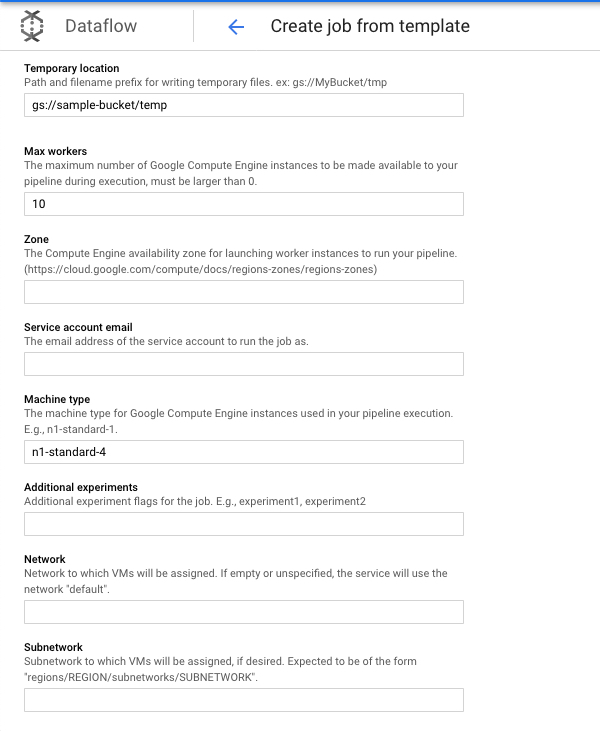 Dataflow
Create job from template
Temporary location
Path and filename prefix for writing temporary files. ex: gs://MyBucket/tmp
gs://sample-bucket/temp
Max workers
The maximum number of Google Compute Engine instances to be made available to your
pipeline during execution, must be larger than 0.
10
Zone
The Compute Engine availability zone for launching worker instances to run your pipeline.
(https://cloud.google.com/compute/docs/regions-zones/regions-zones)
Service account email
The email address of the service account to run the job as.
Machine type
The machine type for Google Compute Engine instances used in your pipeline execution.
E.g., n1-standard-1.
n1-standard-4
Additional experiments
Additional experiment flags for the job. E.g., experiment1, experiment2
Network
Network to which VMs will be assigned. If empty or unspecified, the service will use the
network "default".
Subnetwork
Subnetwork to which VMs will be assigned, if desired. Expected to be of the form
"regions/REGION/subnetworks/SUBNETWORK".